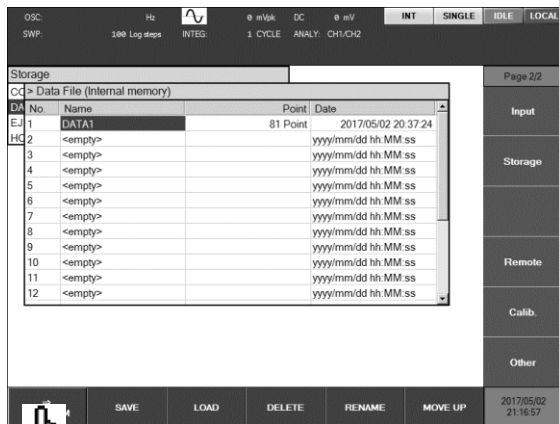 OSC: Hz 0 mVpk DC 0 mV INT SINGLE IDLE LOCAL
SWP: 100 Log steps INTEG: 1 CYCLE ANALY: CH1/CH2
Storage
Page 2/2
> Data File (Internal memory)
No. Name Point Date
1 DATA1 81 Point 2017/05/02 20:37:24
2 <empty> yyyy/mm/dd hh:MM:ss
3 <empty> yyyy/mm/dd hh:MM:ss
4 <empty> yyyy/mm/dd hh:MM:ss
5 <empty> yyyy/mm/dd hh:MM:ss
6 <empty> yyyy/mm/dd hh:MM:ss
7 <empty> yyyy/mm/dd hh:MM:ss
8 <empty> yyyy/mm/dd hh:MM:ss
9 <empty> yyyy/mm/dd hh:MM:ss
10 <empty> yyyy/mm/dd hh:MM:ss
11 <empty> yyyy/mm/dd hh:MM:ss
12 <empty> yyyy/mm/dd hh:MM:ss
Input
Storage
Remote
Calib.
Other
SAVE LOAD DELETE RENAME MOVE UP
2017/05/02
21:16:57